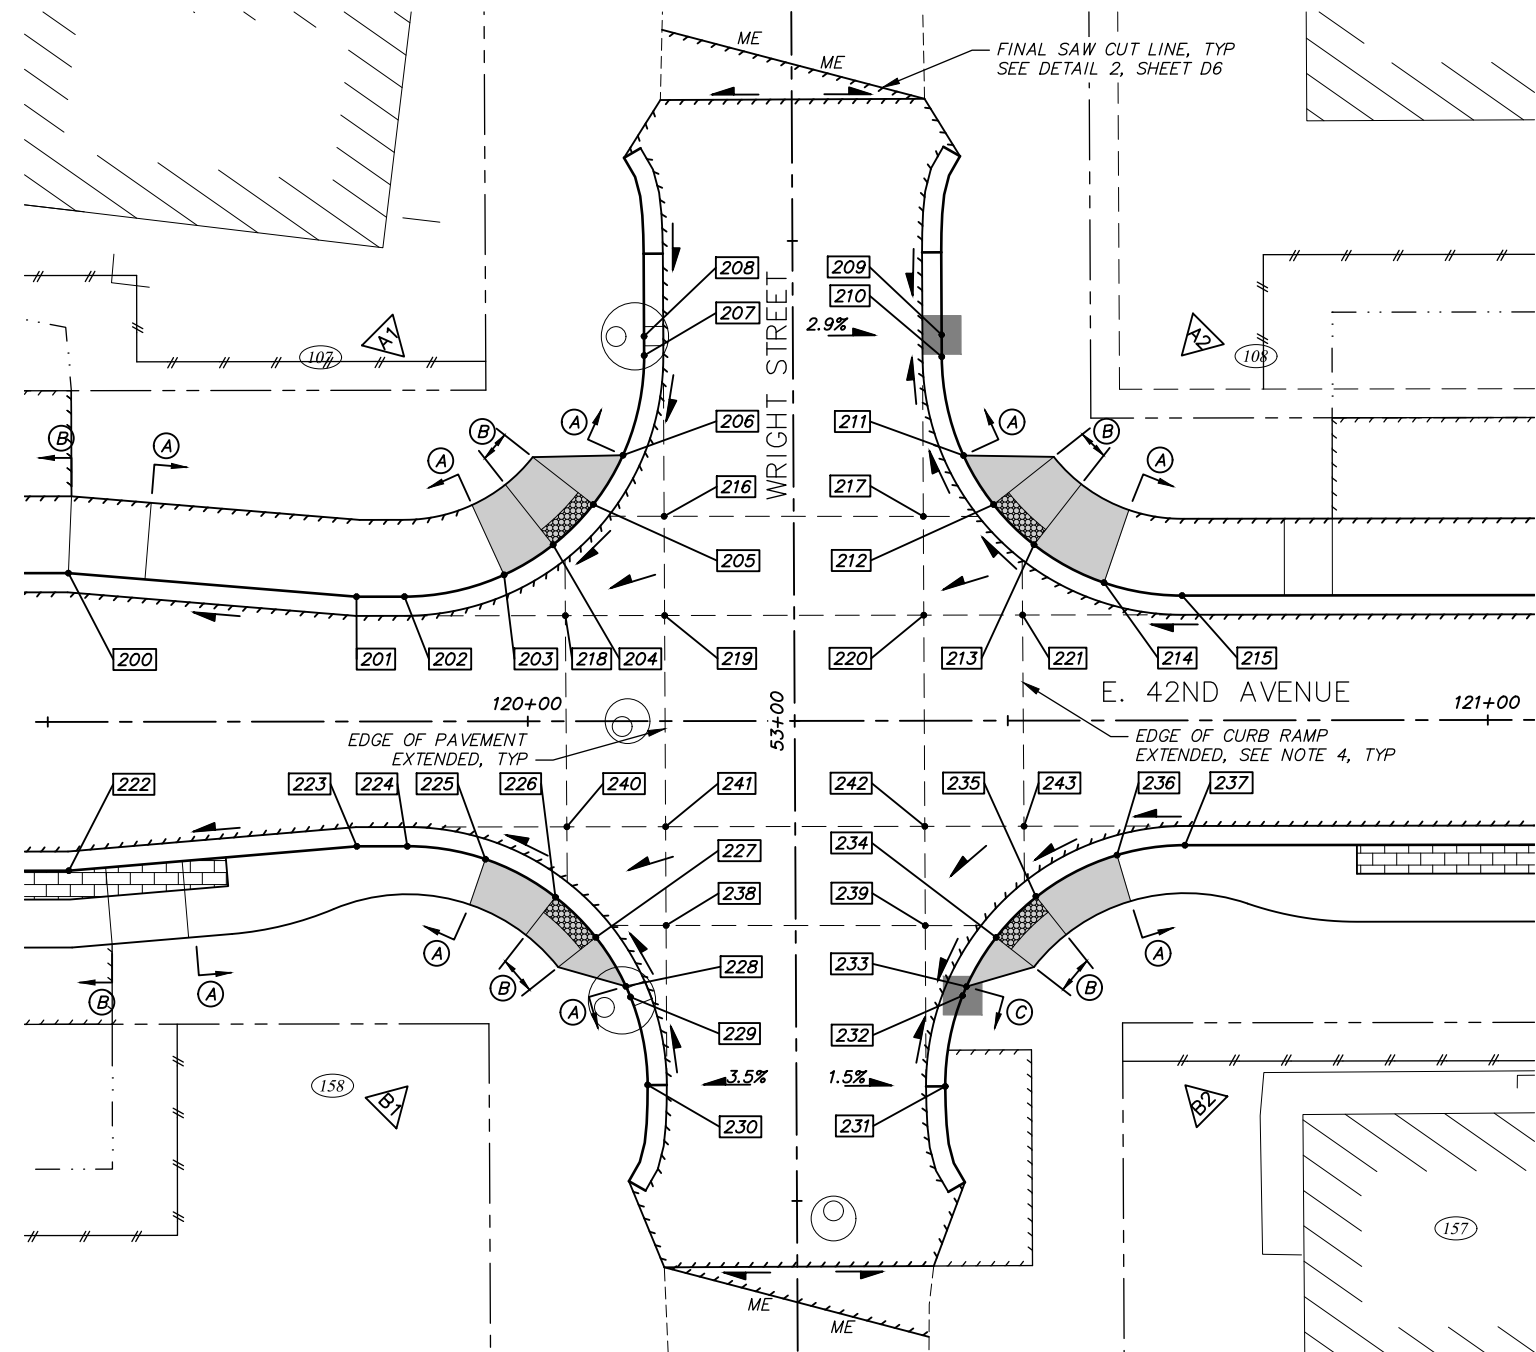 ME
ME
FINAL SAW CUT LINE, TYP
SEE DETAIL 2, SHEET D6
208
209
210
207
WRIGHT STREET
2.9%
A1
107
A2
108
B
A
A
B
A
206
211
A
B
A
216
217
205
212
200
201
202
203
218
204
219
220
213
221
214
215
E. 42ND AVENUE
120+00
53+00
121+00
EDGE OF PAVEMENT
EXTENDED, TYP
EDGE OF CURB RAMP
EXTENDED, SEE NOTE 4, TYP
222
223
224
225
226
240
241
242
235
243
236
237
227
234
238
239
A
A
228
233
B
A
B
A
B
C
229
232
158
B1
3.5%
1.5%
B2
230
231
157
ME
ME